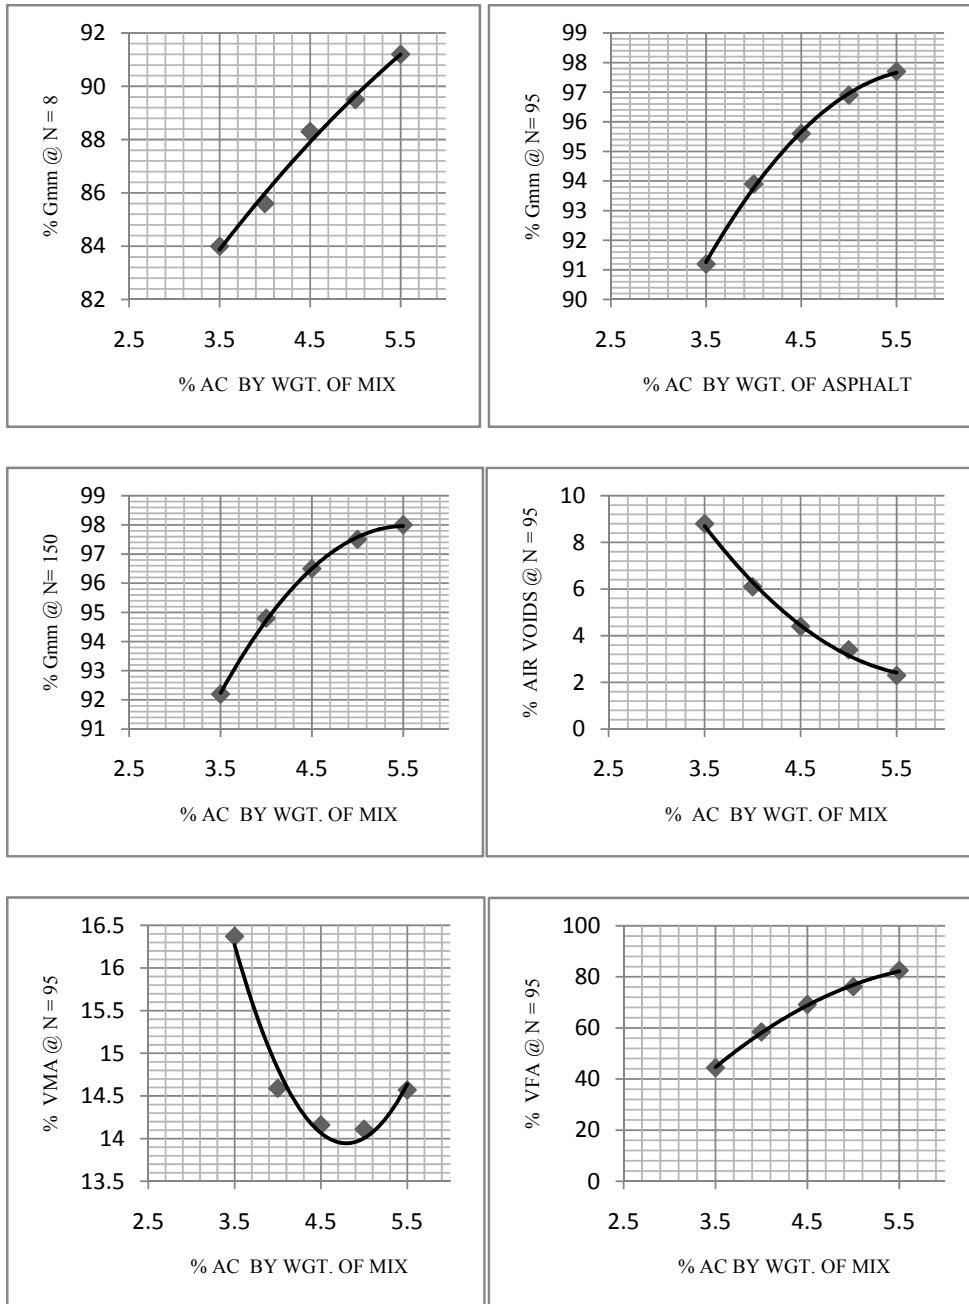 % Gmm @ N = 8
92
90
88
86
84
82
2.5 3.5 4.5 5.5
% AC BY WGT. OF MIX
% Gmm @ N= 95
99
98
97
96
95
94
93
92
91
90
2.5 3.5 4.5 5.5
% AC BY WGT. OF ASPHALT
% Gmm @ N= 150
99
98
97
96
95
94
93
92
91
2.5 3.5 4.5 5.5
% AC BY WGT. OF MIX
% AIR VOIDS @ N = 95
10
8
6
4
2
0
2.5 3.5 4.5 5.5
% AC BY WGT. OF MIX
% VMA @ N = 95
16.5
16
15.5
15
14.5
14
13.5
2.5 3.5 4.5 5.5
% AC BY WGT. OF MIX
% VFA @ N = 95
100
80
60
40
20
0
2.5 3.5 4.5 5.5
% AC BY WGT. OF MIX